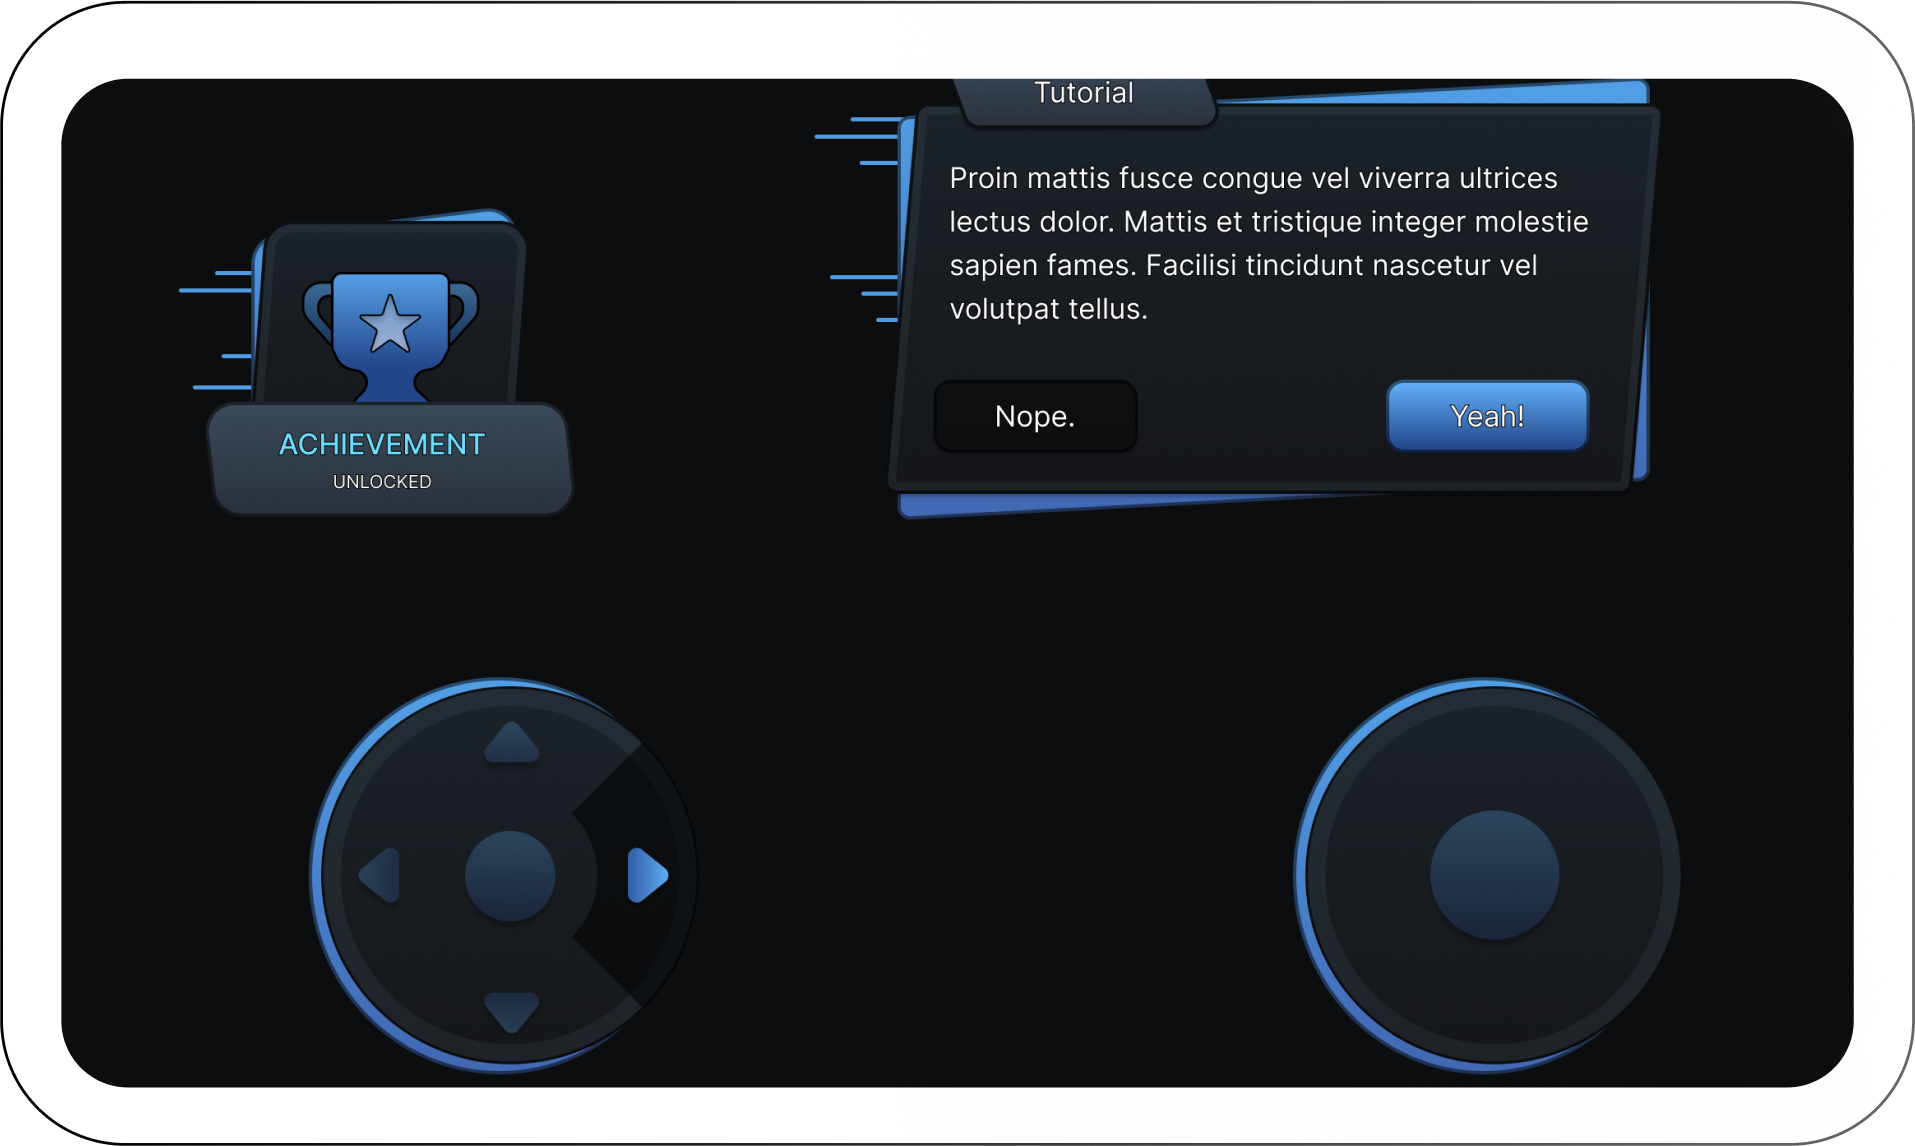 Tutorial
Proin mattis fusce congue vel viverra ultrices
lectus dolor. Mattis et tristique integer molestie
sapien fames. Facilisi tincidunt nascetur vel
volutpat tellus.
Nope.
Yeah!
ACHIEVEMENT
UNLOCKED